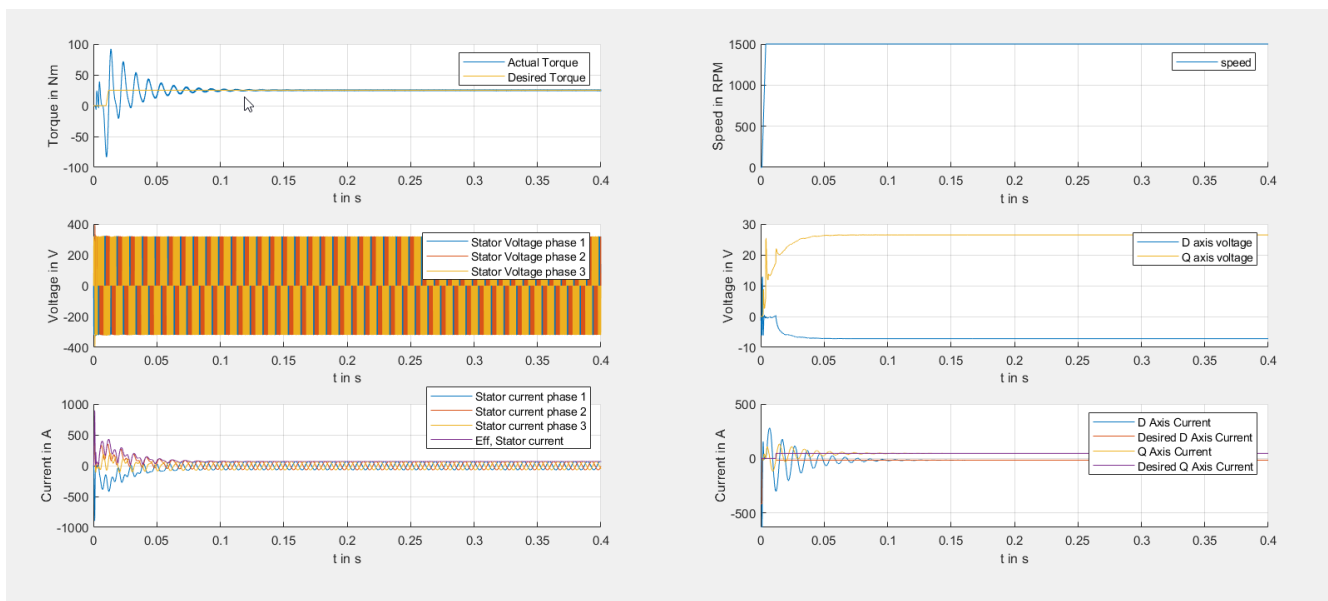 100
50
0
-50
-100
Torque in Nm
Actual Torque
Desired Torque
0 0.05 0.1 0.15 0.2 0.25 0.3 0.35 0.4
t in s
1500
1000
500
0
Speed in RPM
speed
0 0.05 0.1 0.15 0.2 0.25 0.3 0.35 0.4
t in s
400
200
0
-200
-400
Voltage in V
Stator Voltage phase 1
Stator Voltage phase 2
Stator Voltage phase 3
0 0.05 0.1 0.15 0.2 0.25 0.3 0.35 0.4
t in s
30
20
10
0
-10
Voltage in V
D axis voltage
Q axis voltage
0 0.05 0.1 0.15 0.2 0.25 0.3 0.35 0.4
t in s
1000
500
0
-500
-1000
Current in A
Stator current phase 1
Stator current phase 2
Stator current phase 3
Eff, Stator current
0 0.05 0.1 0.15 0.2 0.25 0.3 0.35 0.4
t in s
500
0
-500
Current in A
D Axis Current
Desired D Axis Current
Q Axis Current
Desired Q Axis Current
0 0.05 0.1 0.15 0.2 0.25 0.3 0.35 0.4
t in s